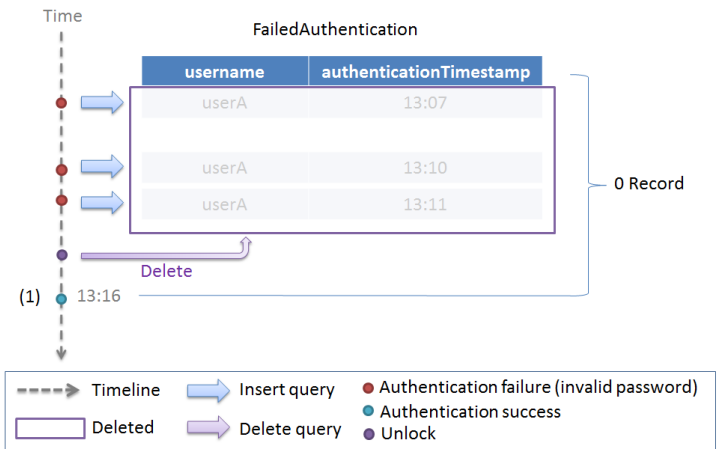 Time
FailedAuthentication
username authenticationTimestamp
userA 13:07
userA 13:10
userA 13:11
0 Record
Delete
(1) 13:16
Timeline Insert query Authentication failure (invalid password)
Authentication success
Deleted Delete query Unlock